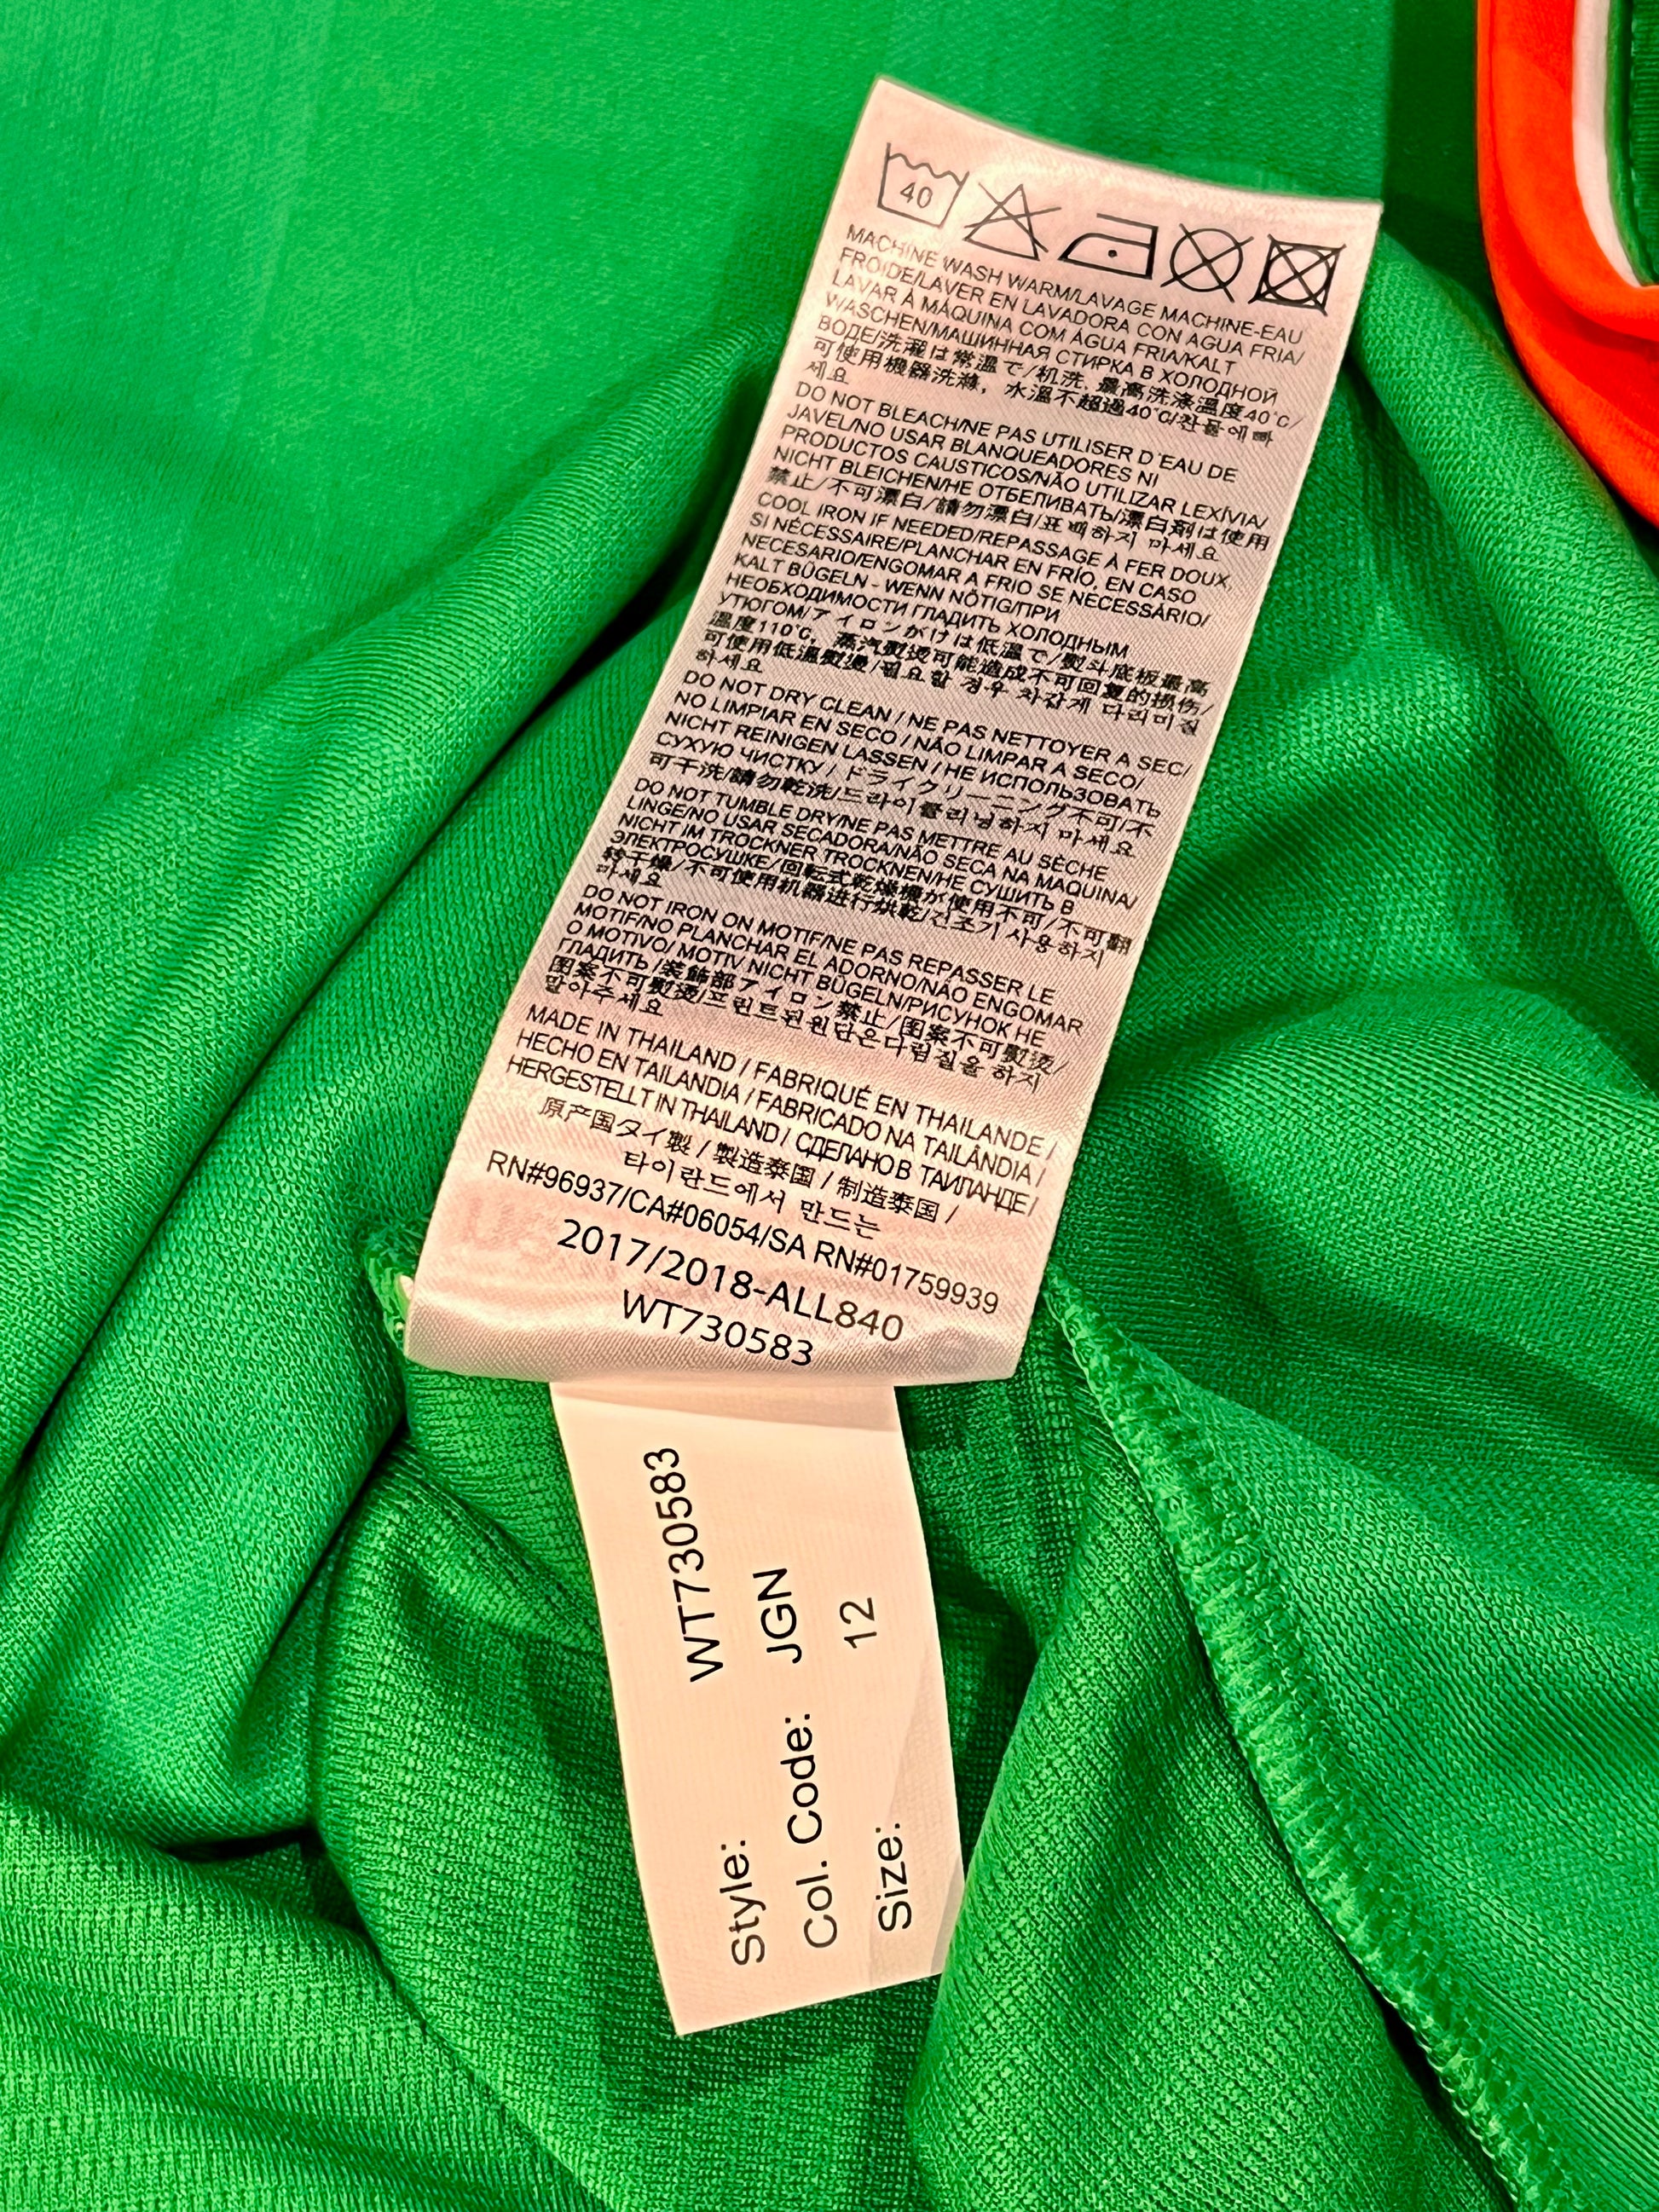 40
MACHINE WASH WARM/LAVAGE MACHINE-EAU
FROIDE/LAVER EN LAVADORA CON AGUA FRIA/
LAVAR À MÁQUINA COM ÁGUA FRIA/KALT
WASCHEN/МАШИННАЯ СТИРКА В ХОЛОДНОЙ
ВОДЕ/洗濯は常温で/机洗, 最高洗涤溫度40°C/
可使用機器洗滌, 水溫不超過40°C/찬물에빠
세요
DO NOT BLEACH/NE PAS UTILISER D'EAU DE
JAVEL/NO USAR BLANQUEADORES NI
PRODUCTOS CAUSTICOS/NÃO UTILIZAR LEXÍVIA/
NICHT BLEICHEN/НЕ ОТБЕЛИВАТЬ/漂白剤は使用
禁止/不可漂白/請勿漂白/표백하지 마세요
COOL IRON IF NEEDED/REPASSAGE À FER DOUX,
SI NÉCESSAIRE/PLANCHAR EN FRÍO, EN CASO
NECESARIO/ENGOMAR A FRIO SE NECESSÁRIO/
KALT BÜGELN - WENN NÖTIG/ПРИ
НЕОБХОДИМОСТИ ГЛАДИТЬ ХОЛОДНЫМ
УТЮГОМ/アイロンがけは低温で/熨斗底板最高
温度110°C, 蒸汽熨烫可能造成不可回复的损伤/
可使用低溫熨燙/필요할 경우 차갑게 다리미질
하세요
DO NOT DRY CLEAN / NE PAS NETTOYER A SEC/
NO LIMPIAR EN SECO / NÃO LIMPAR A SECO/
NICHT REINIGEN LASSEN / НЕ ИСПОЛЬЗОВАТЬ
СУХУЮ ЧИСТКУ / ドライクリーニング不可/不
可干洗/請勿乾洗/드라이클리닝하지 마세요
DO NOT TUMBLE DRY/NE PAS METTRE AU SÈCHE
LINGE/NO USAR SECADORA/NÃO SECA NA MAQUINA/
NICHT IM TROCKNER TROCKNEN/НЕ СУШИТЬ В
ЭЛЕКТРОСУШКЕ/回転式乾燥機が使用不可/不可翻
转干燥/不可使用机器进行烘乾/건조기 사용하지
마세요
DO NOT IRON ON MOTIF/NE PAS REPASSER LE
MOTIF/NO PLANCHAR EL ADORNO/NÃO ENGOMAR
O MOTIVO/ MOTIV NICHT BÜGELN/РИСУНОК НЕ
ГЛАДИТЬ /装飾部アイロン禁止/图案不可熨烫/
图案不可熨烫/프린트된원단은다림질을 하지
말아주세요
MADE IN THAILAND / FABRIQUÉ EN THAILANDE /
HECHO EN TAILANDIA / FABRICADO NA TAILÂNDIA /
HERGESTELLT IN THAILAND / СДЕЛАНО В ТАИЛАНДЕ/
原产国タイ製 / 製造泰国 / 制造泰国 /
타이란드에서 만드는
RN#96937/CA#06054/SA RN#01759939
2017/2018-ALL840
WT730583
Style: WT730583
Col. Code: JGN
Size: 12